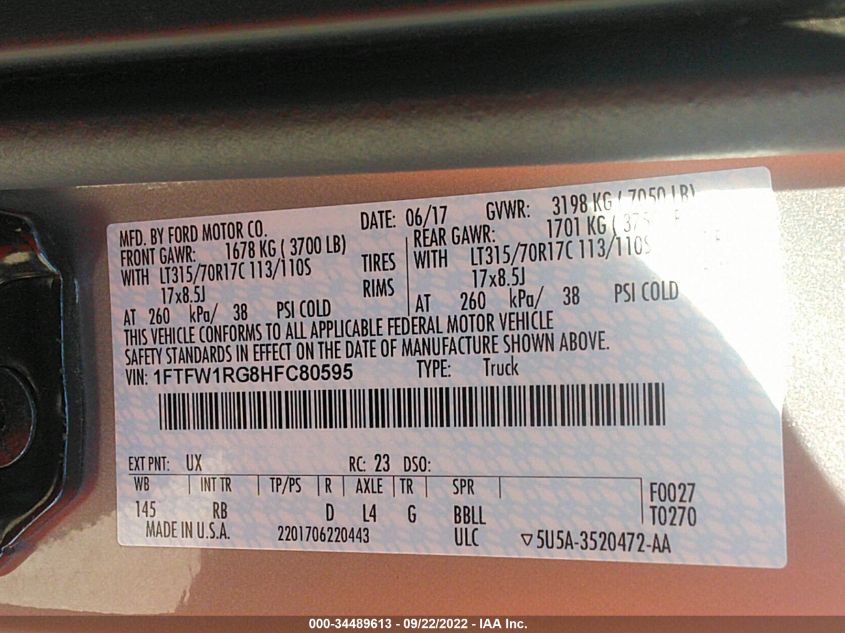 MFD. BY FORD MOTOR CO. DATE: 06/17 GVWR: 3198 KG ( 7050 LB)
FRONT GAWR: 1678 KG ( 3700 LB) REAR GAWR: 1701 KG
WITH LT315/70R17C 113/110S TIRES WITH LT315/70R17C 113/110S
17x8.5J RIMS 17x8.5J
AT 260 kPa/ 38 PSI COLD AT 260 kPa/ 38 PSI COLD
THIS VEHICLE CONFORMS TO ALL APPLICABLE FEDERAL MOTOR VEHICLE
SAFETY STANDARDS IN EFFECT ON THE DATE OF MANUFACTURE SHOWN ABOVE.
VIN: 1FTFW1RG8HFC80595 TYPE: Truck
EXT PNT: UX RC: 23 DSO:
WB INT TR TP/PS R AXLE TR SPR F0027
145 RB D L4 G BBLL T0270
MADE IN U.S.A. 2201706220443 ULC ▽5U5A-3520472-AA
000-34489613 - 09/22/2022 - IAA Inc.